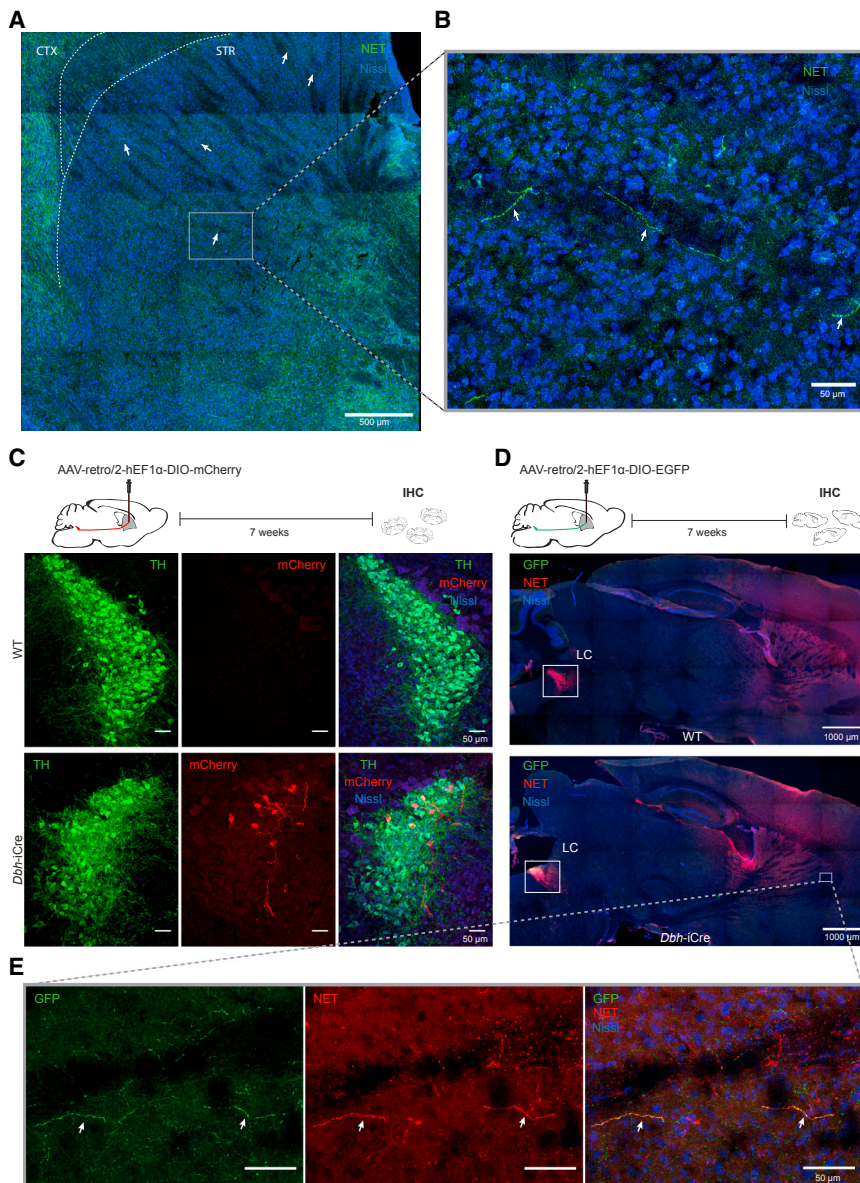 A
CTX
STR
NET
Nissl
500 µm
B
NET
Nissl
50 µm
C
AAV-retro/2-hEF1α-DIO-mCherry
IHC
7 weeks
WT
TH
mCherry
TH
mCherry
Nissl
50 µm
Dbh-iCre
TH
mCherry
TH
mCherry
Nissl
50 µm
D
AAV-retro/2-hEF1α-DIO-EGFP
IHC
7 weeks
GFP
NET
Nissl
LC
WT
1000 µm
GFP
NET
Nissl
LC
Dbh-iCre
1000 µm
E
GFP
NET
GFP
NET
Nissl
50 µm